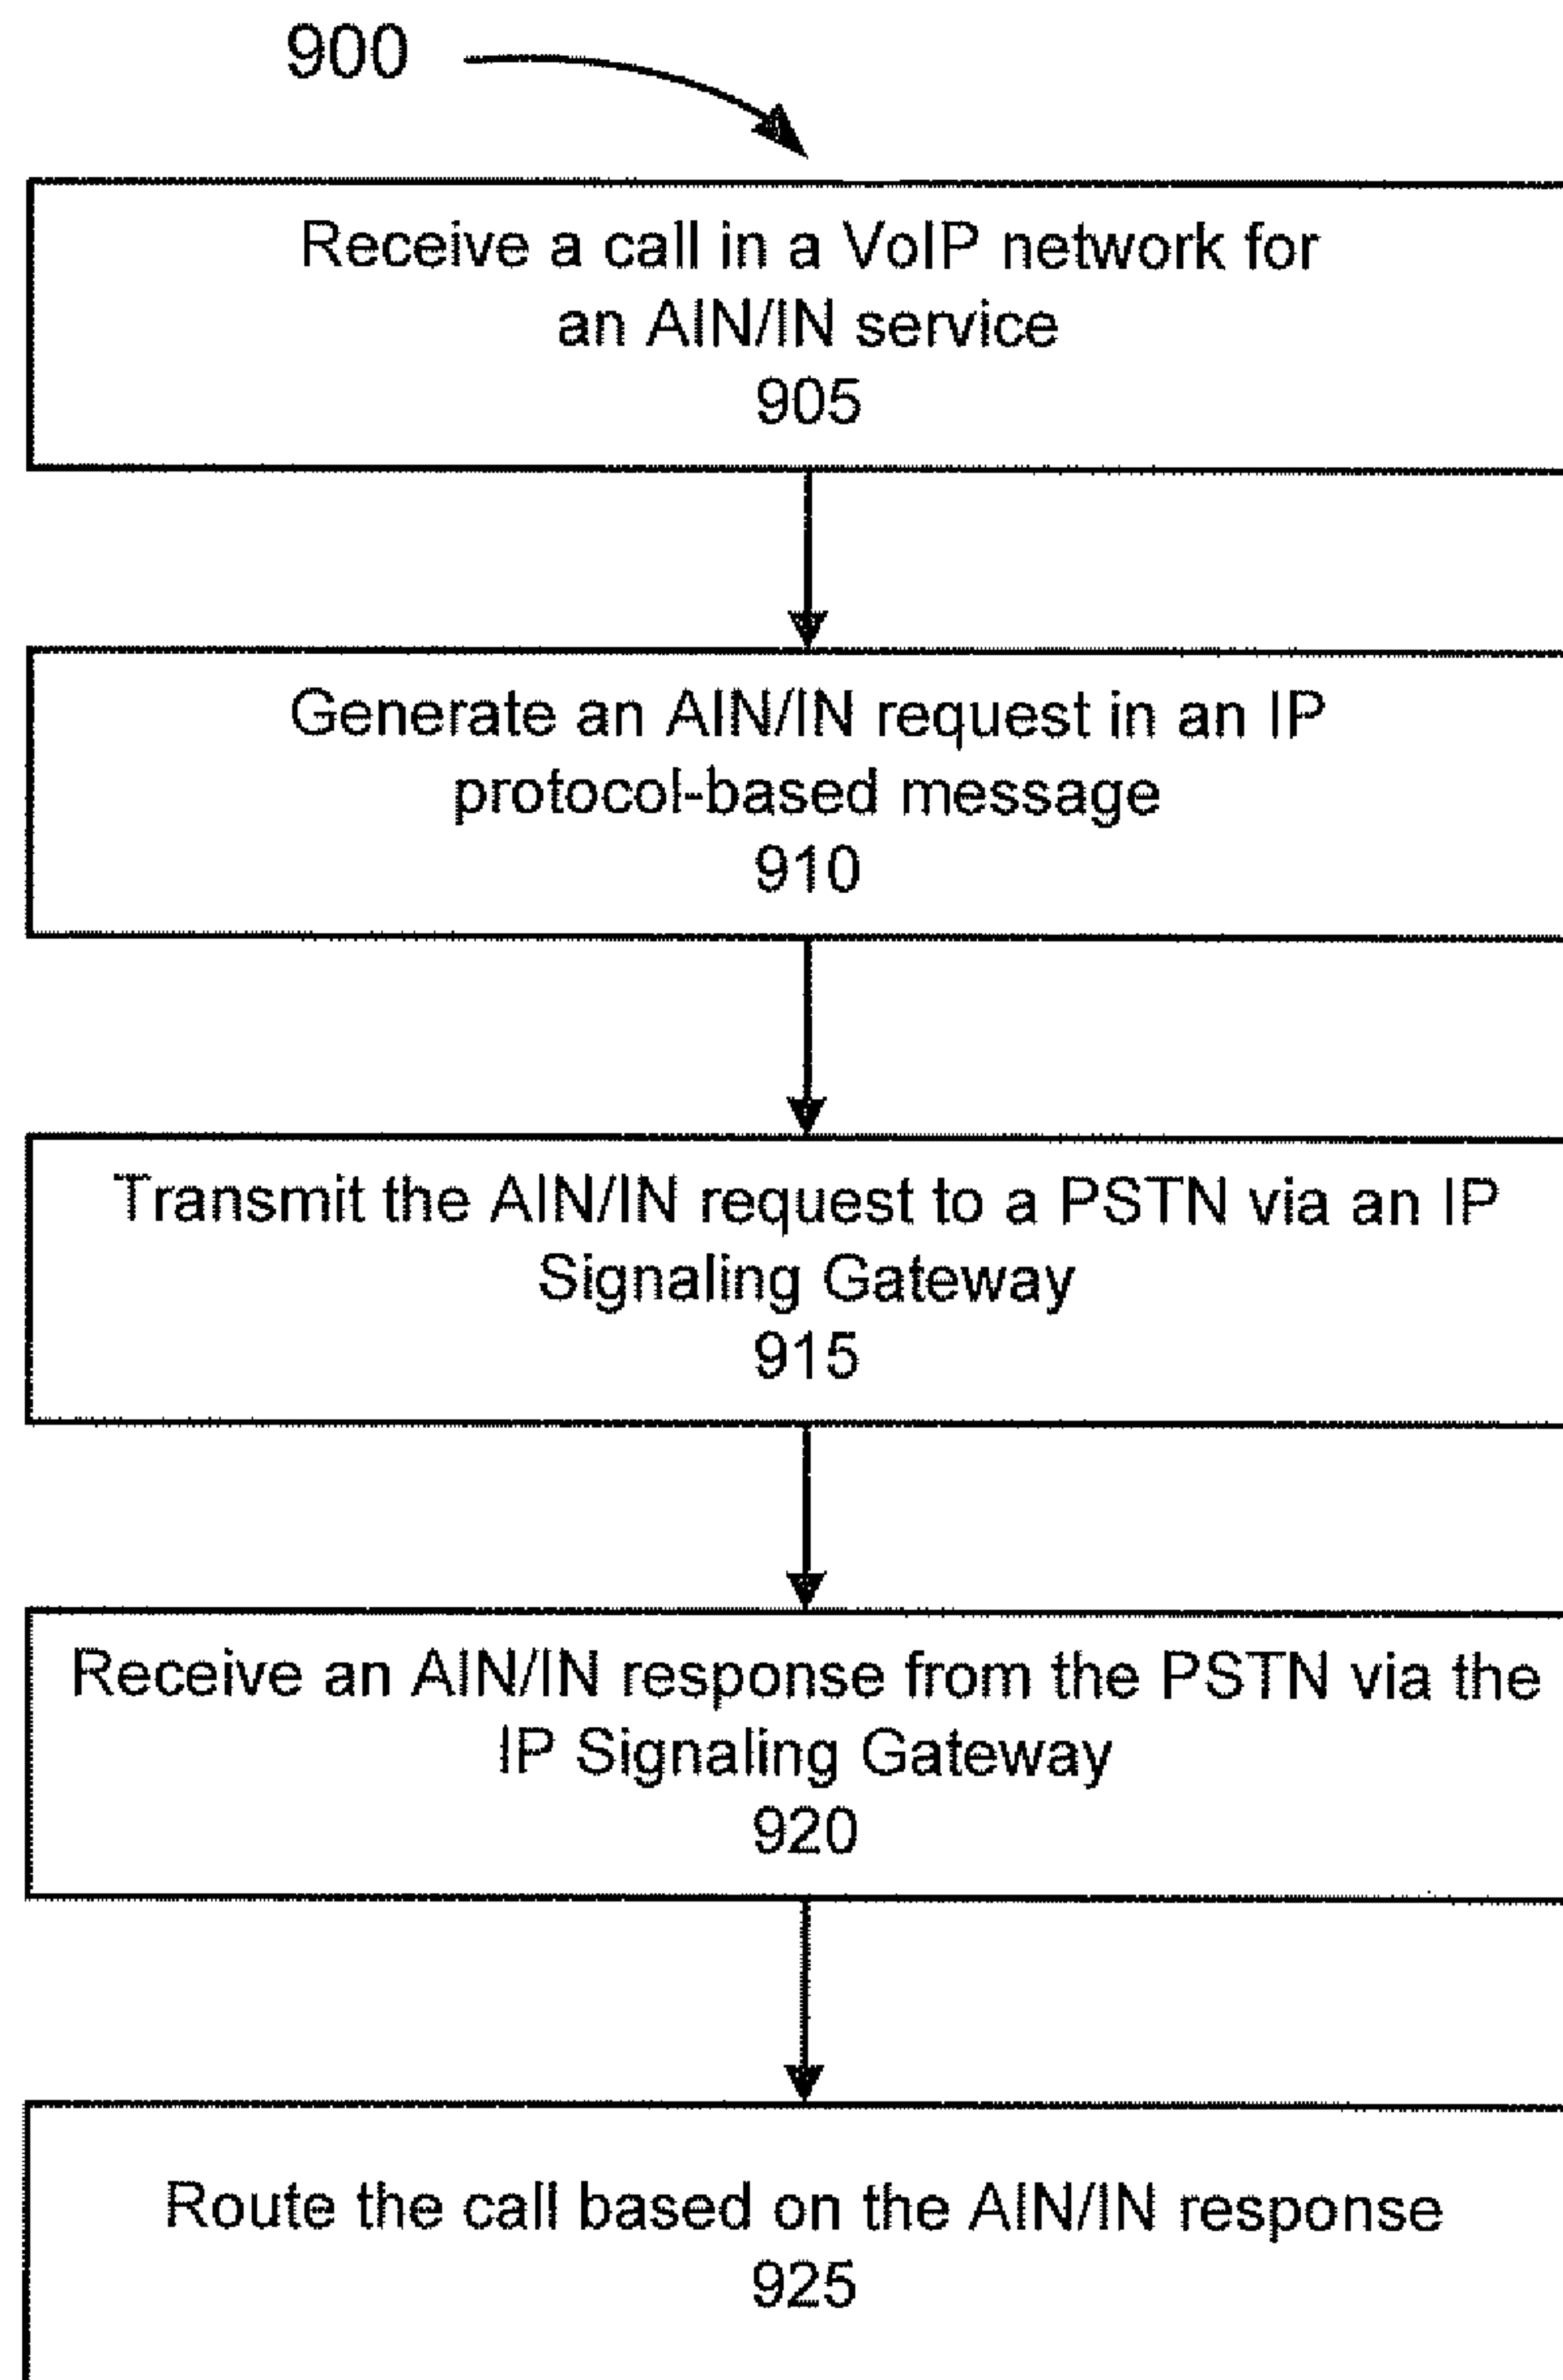 900
Receive a call in a VoIP network for
an AIN/IN service
905
Generate an AIN/IN request in an IP
protocol-based message
910
Transmit the AIN/IN request to a PSTN via an IP
Signaling Gateway
915
Receive an AIN/IN response from the PSTN via the
IP Signaling Gateway
920
Route the call based on the AIN/IN response
925